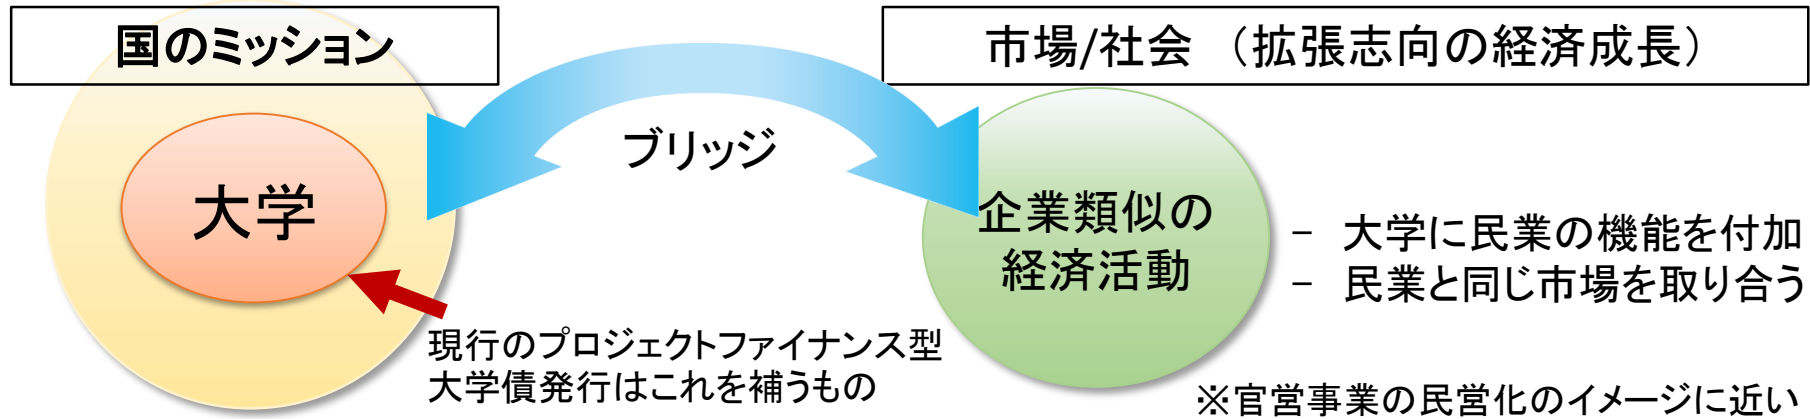 国のミッション
市場/社会 （拡張志向の経済成長）
ブリッジ
大学
企業類似の
経済活動
- 大学に民業の機能を付加
- 民業と同じ市場を取り合う
現行のプロジェクトファイナンス型
大学債発行はこれを補うもの
※官営事業の民営化のイメージに近い